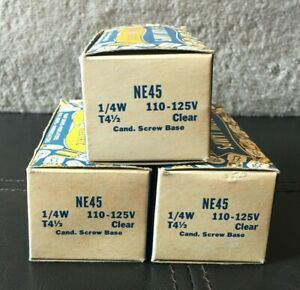 NE45
1/4W 110-125V
T4½ Clear
Cand. Screw Base
NE45
1/4W 110-125V
T4½ Clear
Cand. Screw Base
NE45
1/4W 110-125V
T4½ Clear
Cand. Screw Base